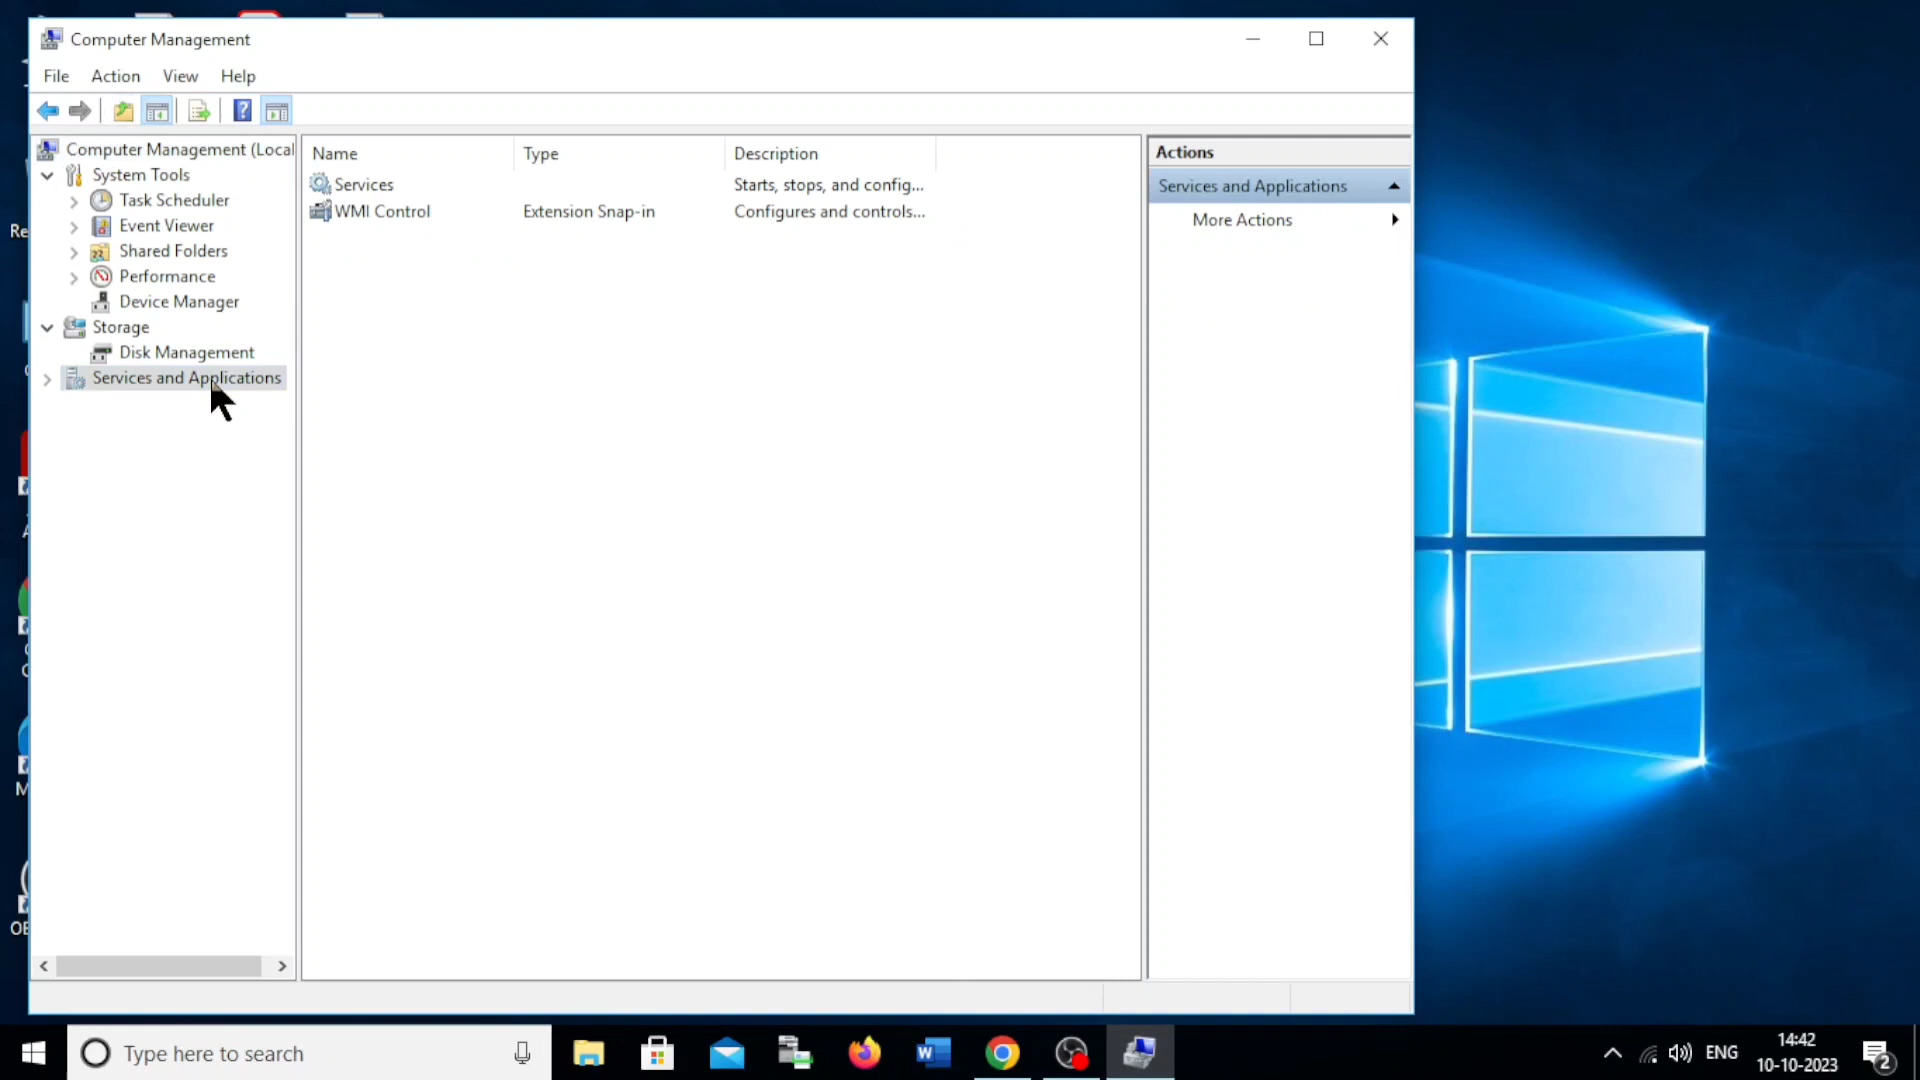 Computer Management
File Action View Help
Computer Management (Local
System Tools
Task Scheduler
Event Viewer
Shared Folders
Performance
Device Manager
Storage
Disk Management
Services and Applications
Name Type Description
Services Starts, stops, and config...
WMI Control Extension Snap-in Configures and controls...
Actions
Services and Applications
More Actions
Re
OB
Type here to search
ENG
14:42
10-10-2023
2